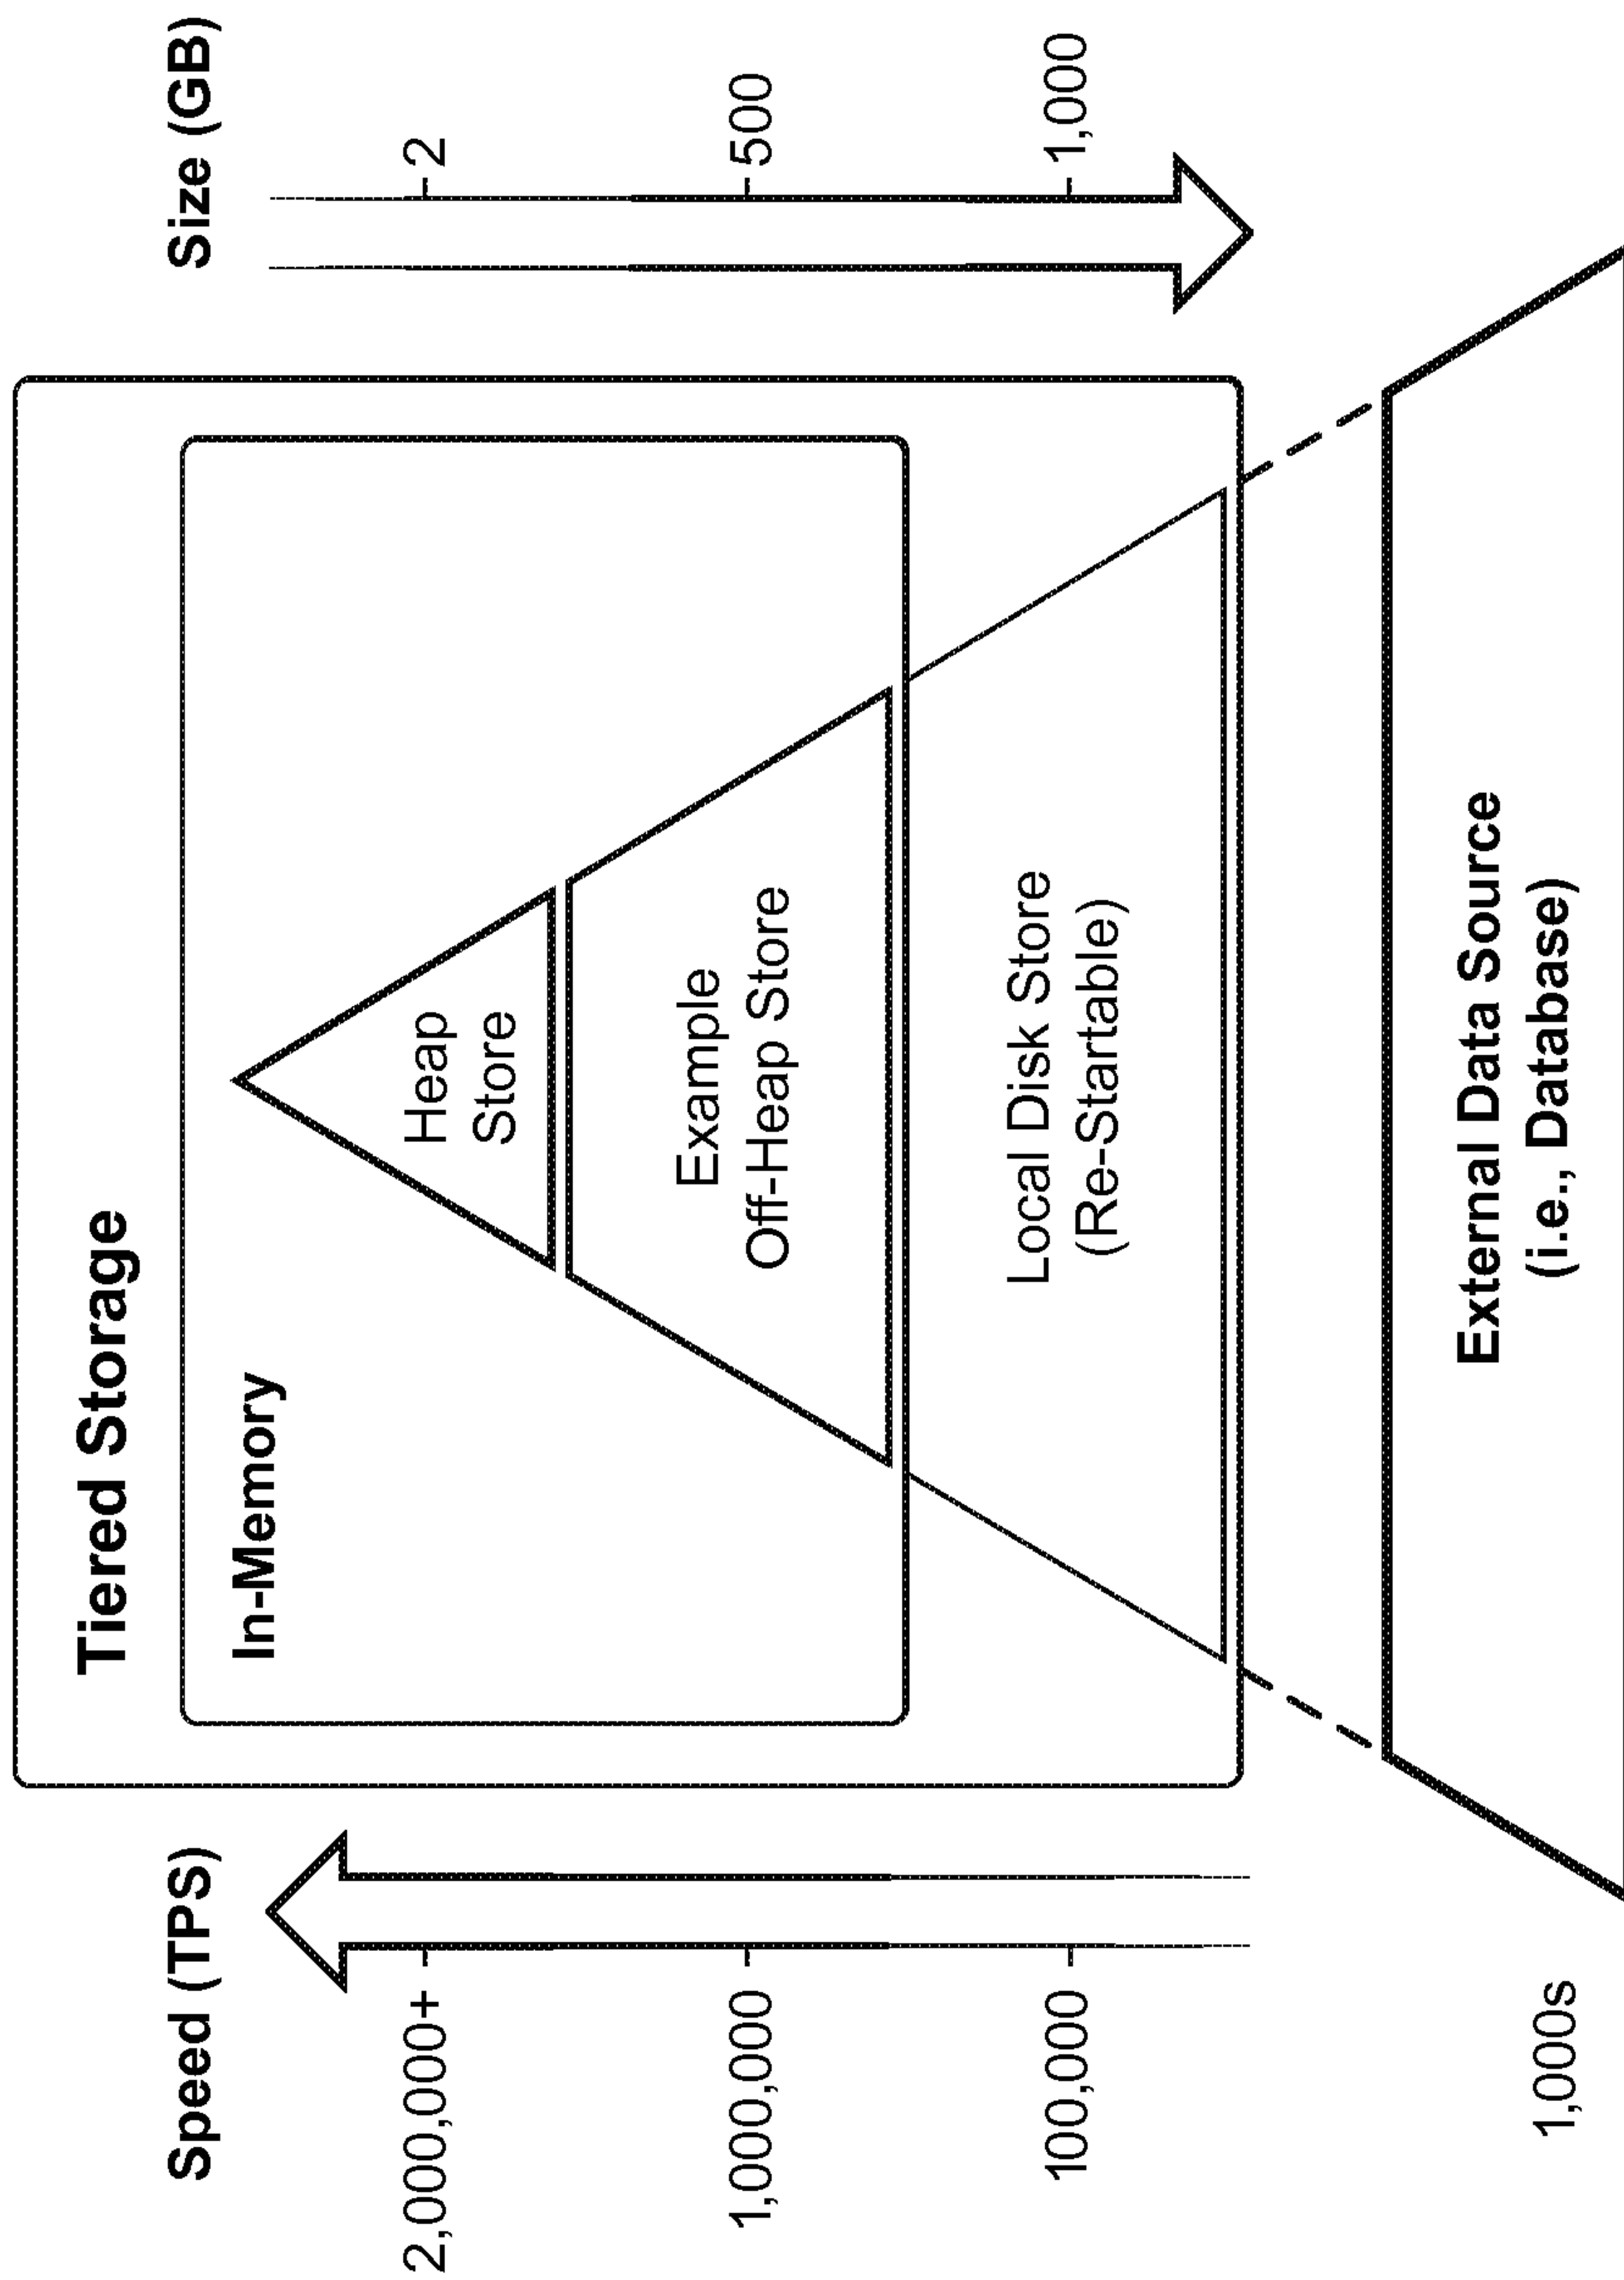 Tiered Storage
Speed (TPS)
Size (GB)
In-Memory
2,000,000+
Heap
Store
2
1,000,000
Example
Off-Heap Store
500
100,000
Local Disk Store
(Re-Startable)
1,000
1,000s
External Data Source
(i.e., Database)